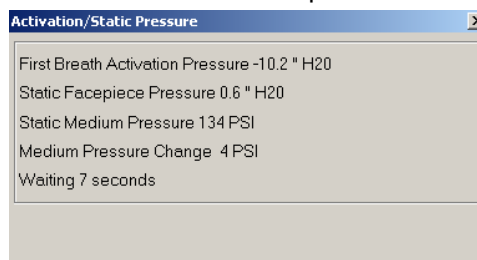 Activation/Static Pressure
First Breath Activation Pressure -10.2 " H20
Static Facepiece Pressure 0.6 " H20
Static Medium Pressure 134 PSI
Medium Pressure Change 4 PSI
Waiting 7 seconds